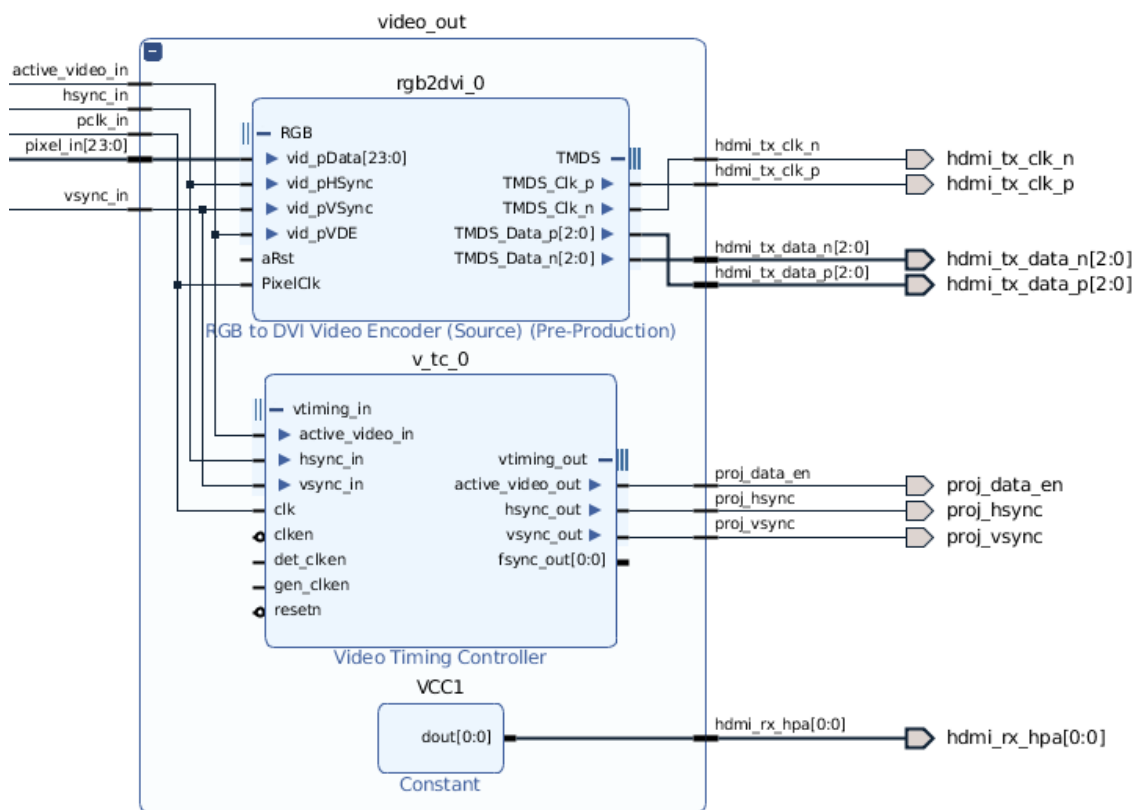 video_out
active_video_in
hsync_in
pclk_in
pixel_in[23:0]
vsync_in
rgb2dvi_0
RGB
vid_pData[23:0]
vid_pHSync
vid_pVSync
vid_pVDE
aRst
PixelClk
TMDS
TMDS_Clk_p
TMDS_Clk_n
TMDS_Data_p[2:0]
TMDS_Data_n[2:0]
RGB to DVI Video Encoder (Source) (Pre-Production)
hdmi_tx_clk_n
hdmi_tx_clk_p
hdmi_tx_data_n[2:0]
hdmi_tx_data_p[2:0]
hdmi_tx_clk_n
hdmi_tx_clk_p
hdmi_tx_data_n[2:0]
hdmi_tx_data_p[2:0]
v_tc_0
vtiming_in
active_video_in
hsync_in
vsync_in
clk
clken
det_clken
gen_clken
resetn
vtiming_out
active_video_out
hsync_out
vsync_out
fsync_out[0:0]
Video Timing Controller
proj_data_en
proj_hsync
proj_vsync
proj_data_en
proj_hsync
proj_vsync
VCC1
dout[0:0]
Constant
hdmi_rx_hpa[0:0]
hdmi_rx_hpa[0:0]